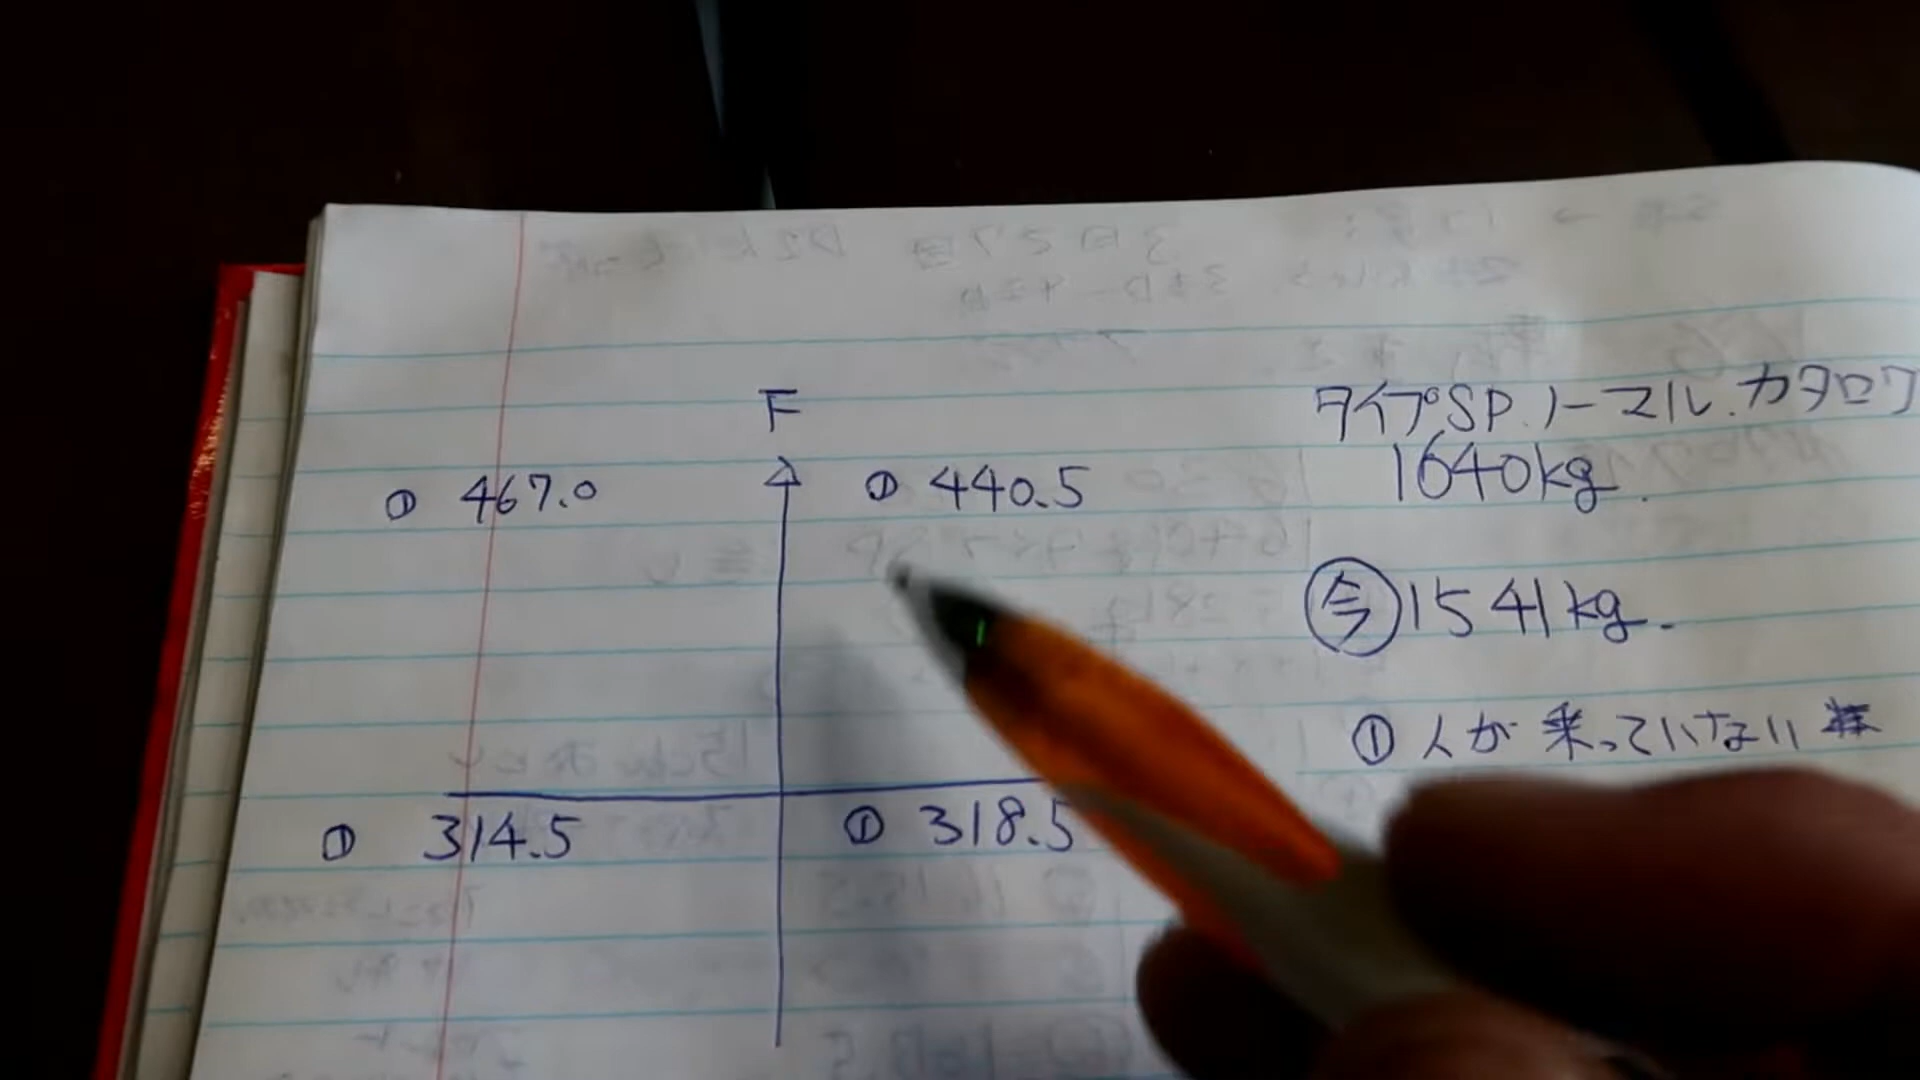 F
① 467.0
① 440.5
① 314.5
① 318.5
タイプSP.ノーマル.カタログ
1640kg.
今 1541kg.
① 人が乗っていない